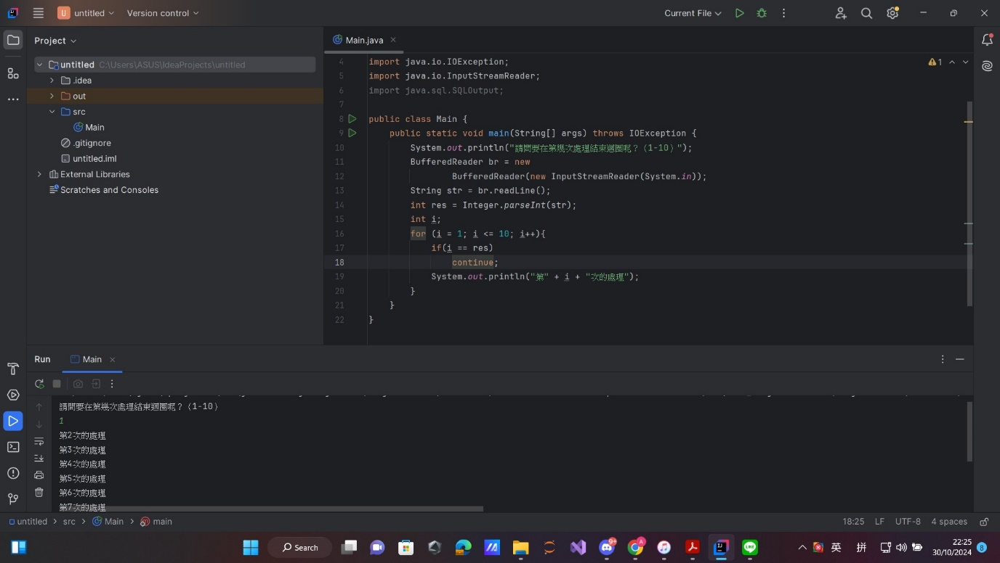 untitled Version control Current File
Project
Main.java
untitled C:\Users\ASUS\IdeaProjects\untitled
.idea
out
src
Main
.gitignore
untitled.iml
External Libraries
Scratches and Consoles
1
4 import java.io.IOException;
5 import java.io.InputStreamReader;
6 import java.sql.SQLOutput;
7
8 public class Main {
9 public static void main(String[] args) throws IOException {
10 System.out.println("請問要在第幾次處理結束迴圈呢？（1-10）");
11 BufferedReader br = new
12 BufferedReader(new InputStreamReader(System.in));
13 String str = br.readLine();
14 int res = Integer.parseInt(str);
15 int i;
16 for (i = 1; i <= 10; i++){
17 if(i == res)
18 continue;
19 System.out.println("第" + i + "次的處理");
20 }
21 }
22 }
Run Main
請問要在第幾次處理結束迴圈呢？（1-10）
1
第2次的處理
第3次的處理
第4次的處理
第5次的處理
第6次的處理
第7次的處理
untitled > src > Main > main 18:25 LF UTF-8 4 spaces
Search
英 拼 22:25
30/10/2024 8